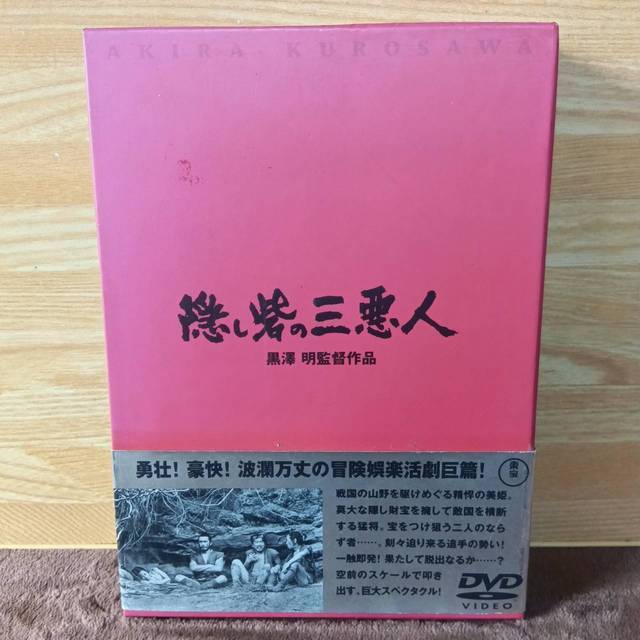 AKIRA KUROSAWA
隠し砦の三悪人
黒澤 明監督作品
勇壮! 豪快! 波瀾万丈の冒険娯楽活劇巨篇!
東宝
戦国の山野を駆けめぐる精悍の美姫。
莫大な隠し財宝を擁して敵国を横断
する猛将。宝をつけ狙う二人のなら
ず者……。刻々迫り来る追手の勢い!
一触即発! 果たして脱出なるか……?
空前のスケールで叩き
出す、巨大スペクタクル!
DVD
VIDEO